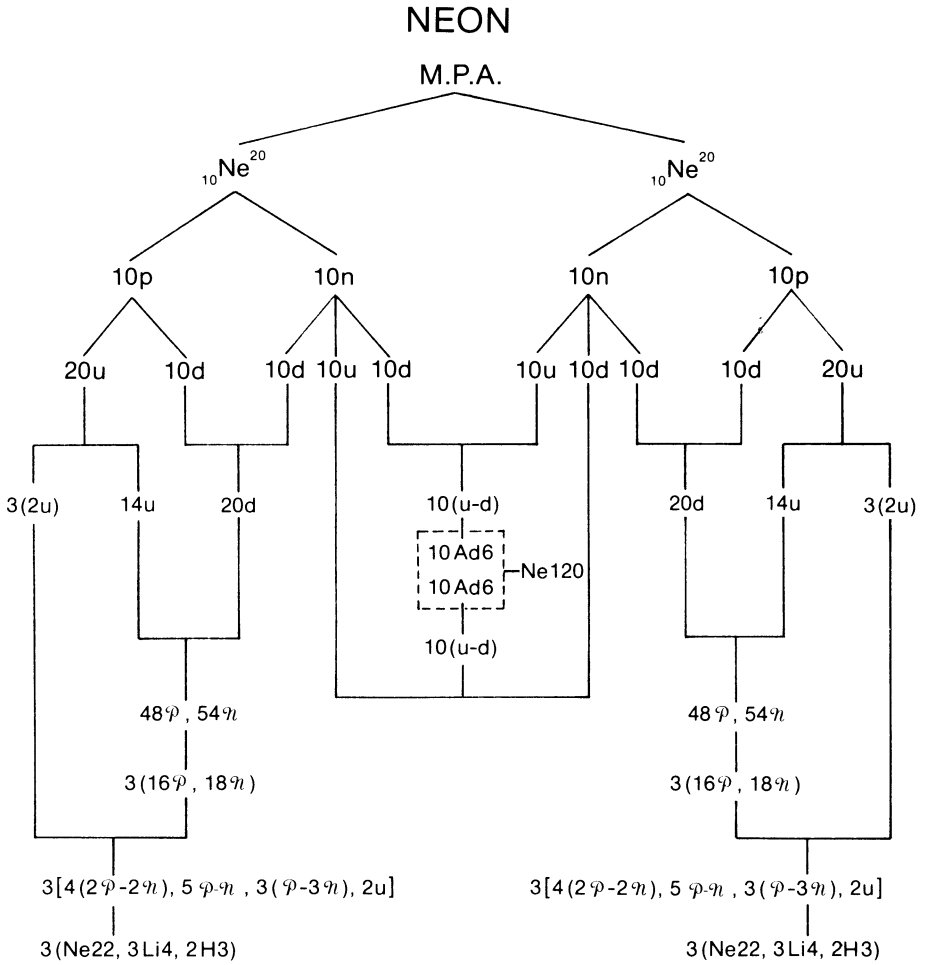 NEON
M.P.A.
₁₀Ne²⁰ ₁₀Ne²⁰
10p 10n 10n 10p
20u 10d 10d 10u 10d 10u 10d 10d 10d 20u
3(2u) 14u 20d 10(u-d) 20d 14u 3(2u)
10Ad6
10Ad6
Ne120
10(u-d)
48𝒫, 54𝓃 48𝒫, 54𝓃
3(16𝒫, 18𝓃) 3(16𝒫, 18𝓃)
3[4(2𝒫-2𝓃), 5𝒫-𝓃, 3(𝒫-3𝓃), 2u] 3[4(2𝒫-2𝓃), 5𝒫-𝓃, 3(𝒫-3𝓃), 2u]
3(Ne22, 3Li4, 2H3) 3(Ne22, 3Li4, 2H3)